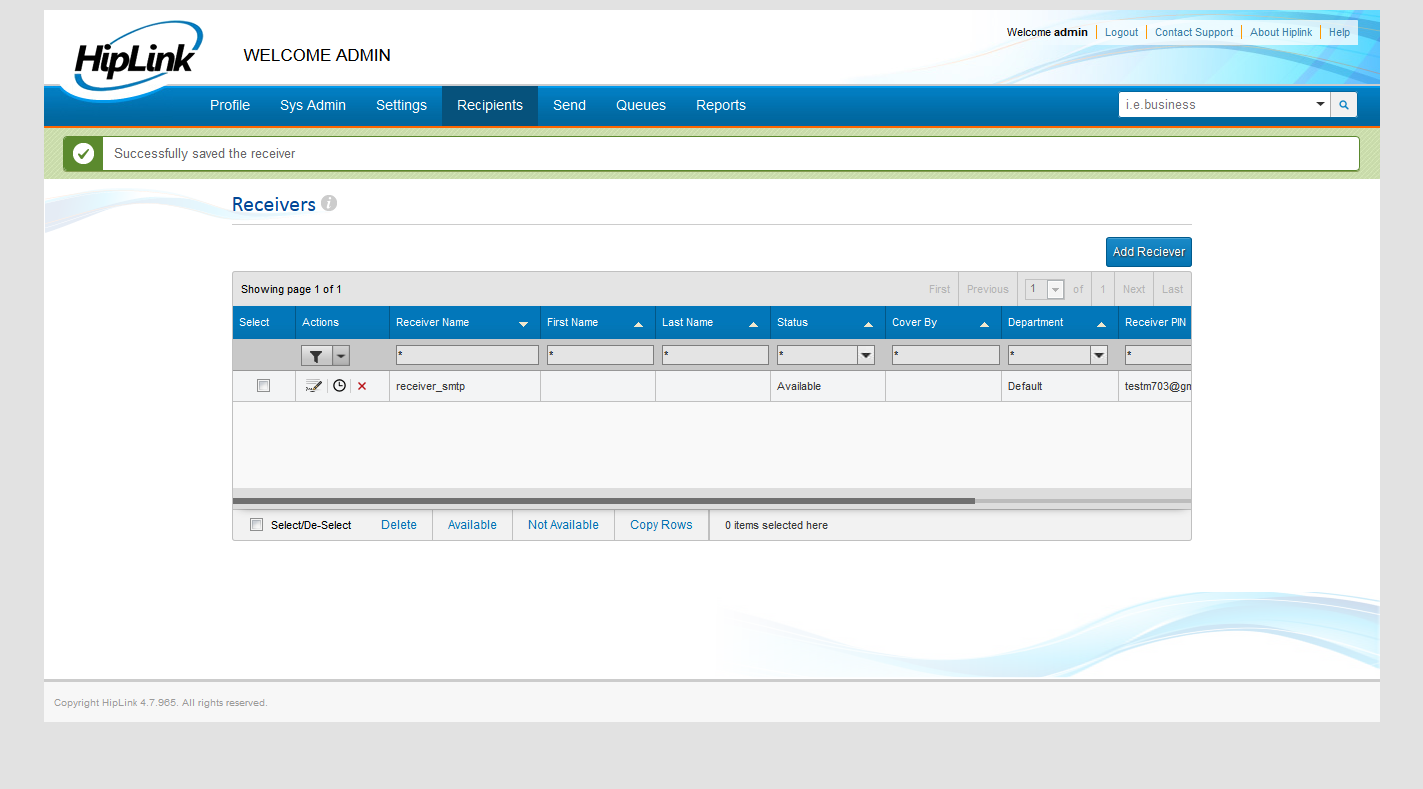 HipLink
WELCOME ADMIN
Welcome admin Logout Contact Support About Hiplink Help
Profile Sys Admin Settings Recipients Send Queues Reports i.e.business
Successfully saved the receiver
Receivers i
Add Reciever
Showing page 1 of 1 First Previous 1 of 1 Next Last
Select Actions Receiver Name First Name Last Name Status Cover By Department Receiver PIN
* * * * * * *
receiver_smtp Available Default testm703@gm
Select/De-Select Delete Available Not Available Copy Rows 0 items selected here
Copyright HipLink 4.7.965. All rights reserved.